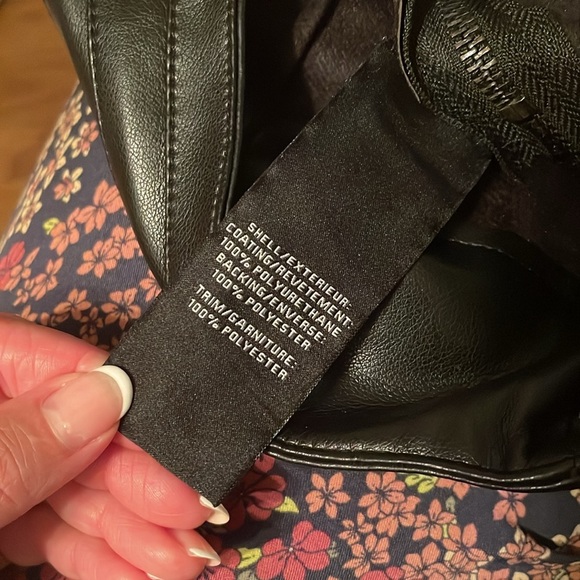 SHELL/EXTERIEUR:
COATING/REVETEMENT:
100% POLYURETHANE
BACKING/ENVERSE:
100% POLYESTER
TRIM/GARNITURE:
100% POLYESTER